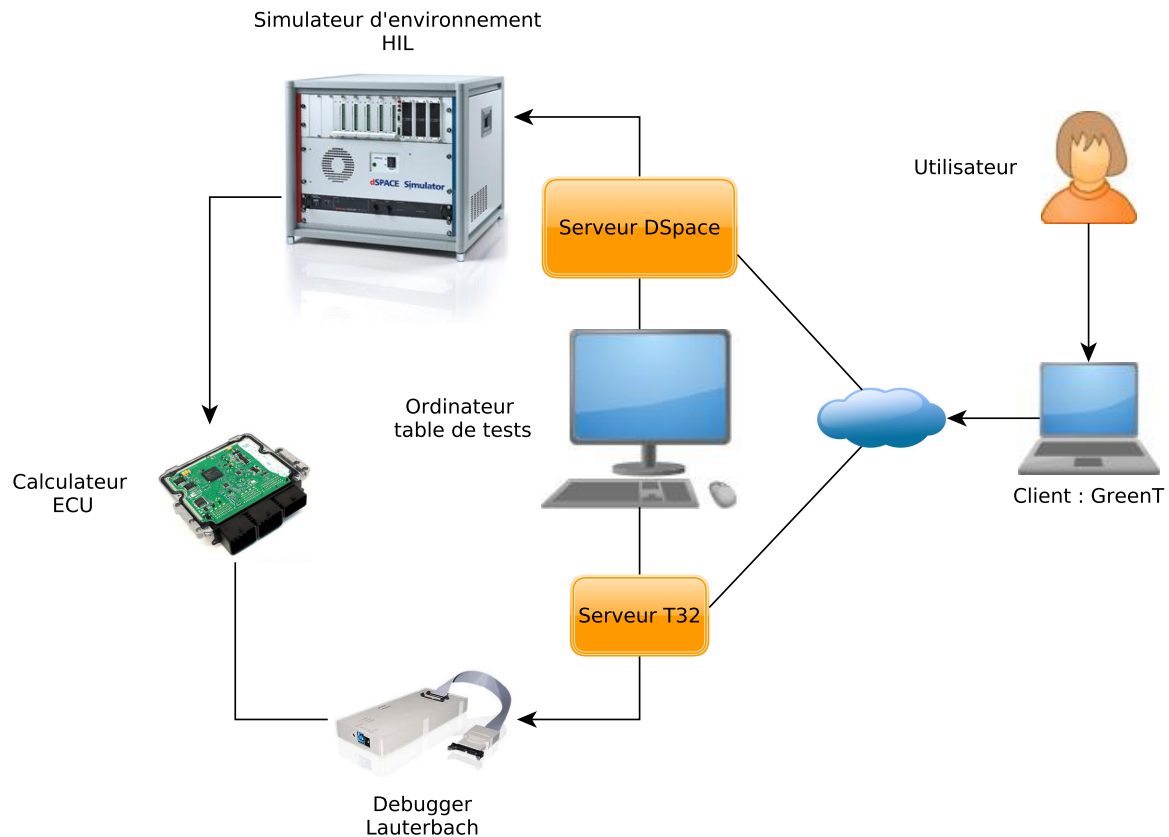 Simulateur d'environnement
HIL
dSPACE Simulator
Utilisateur
Serveur DSpace
Ordinateur
table de tests
Calculateur
ECU
Client : GreenT
Serveur T32
Debugger
Lauterbach